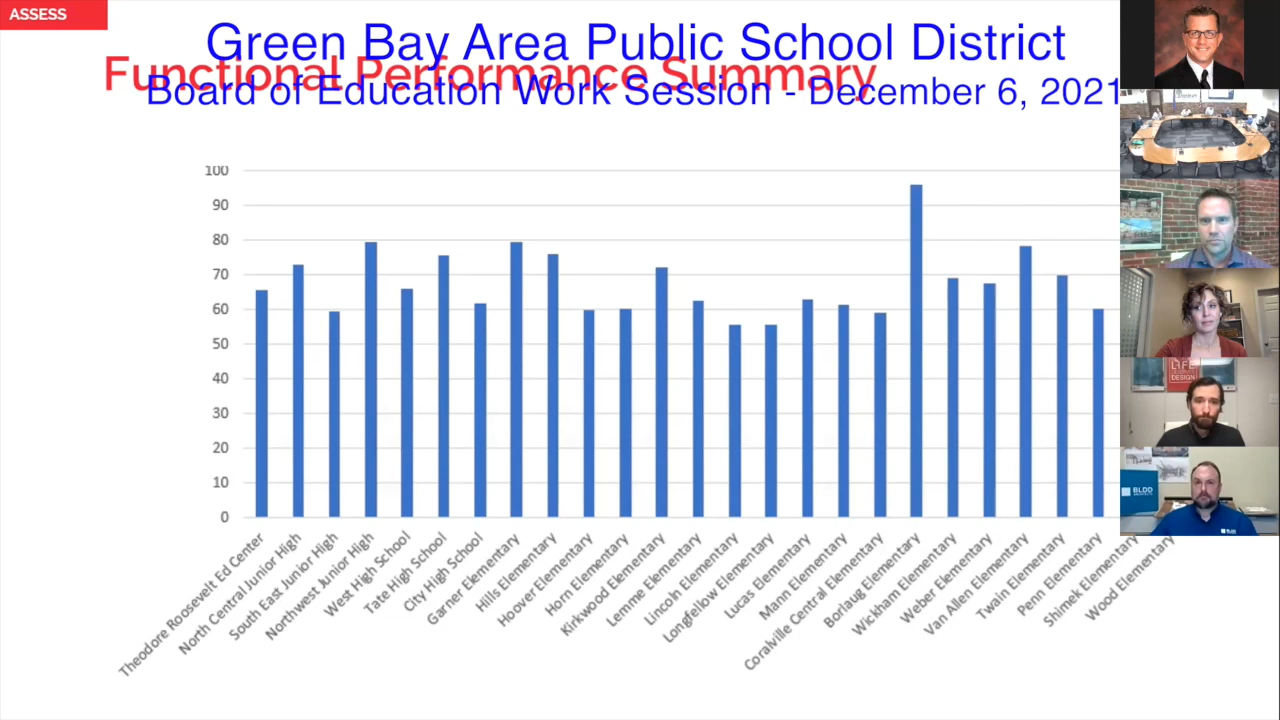 ASSESS
Green Bay Area Public School District
Functional Performance Summary
Board of Education Work Session - December 6, 2021
100
90
80
70
60
50
40
30
20
10
0
Theodore Roosevelt Ed Center
North Central Junior High
South East Junior High
Northwest Junior High
West High School
Tate High School
City High School
Garner Elementary
Hills Elementary
Hoover Elementary
Horn Elementary
Kirkwood Elementary
Lemme Elementary
Lincoln Elementary
Longfellow Elementary
Lucas Elementary
Mann Elementary
Coralville Central Elementary
Borlaug Elementary
Wickham Elementary
Weber Elementary
Van Allen Elementary
Twain Elementary
Penn Elementary
Shimek Elementary
Wood Elementary
LIFE
DESIGN
BLDD
BLDD